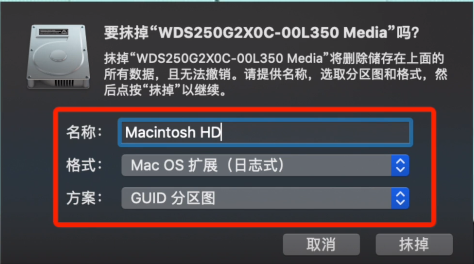 要抹掉“WDS250G2X0C-00L350 Media”吗?
抹掉“WDS250G2X0C-00L350 Media”将删除储存在上面的
所有数据，且无法撤销。请提供名称，选取分区图和格式，然
后点按“抹掉”以继续。
名称： Macintosh HD
格式： Mac OS 扩展（日志式）
方案： GUID 分区图
取消 抹掉